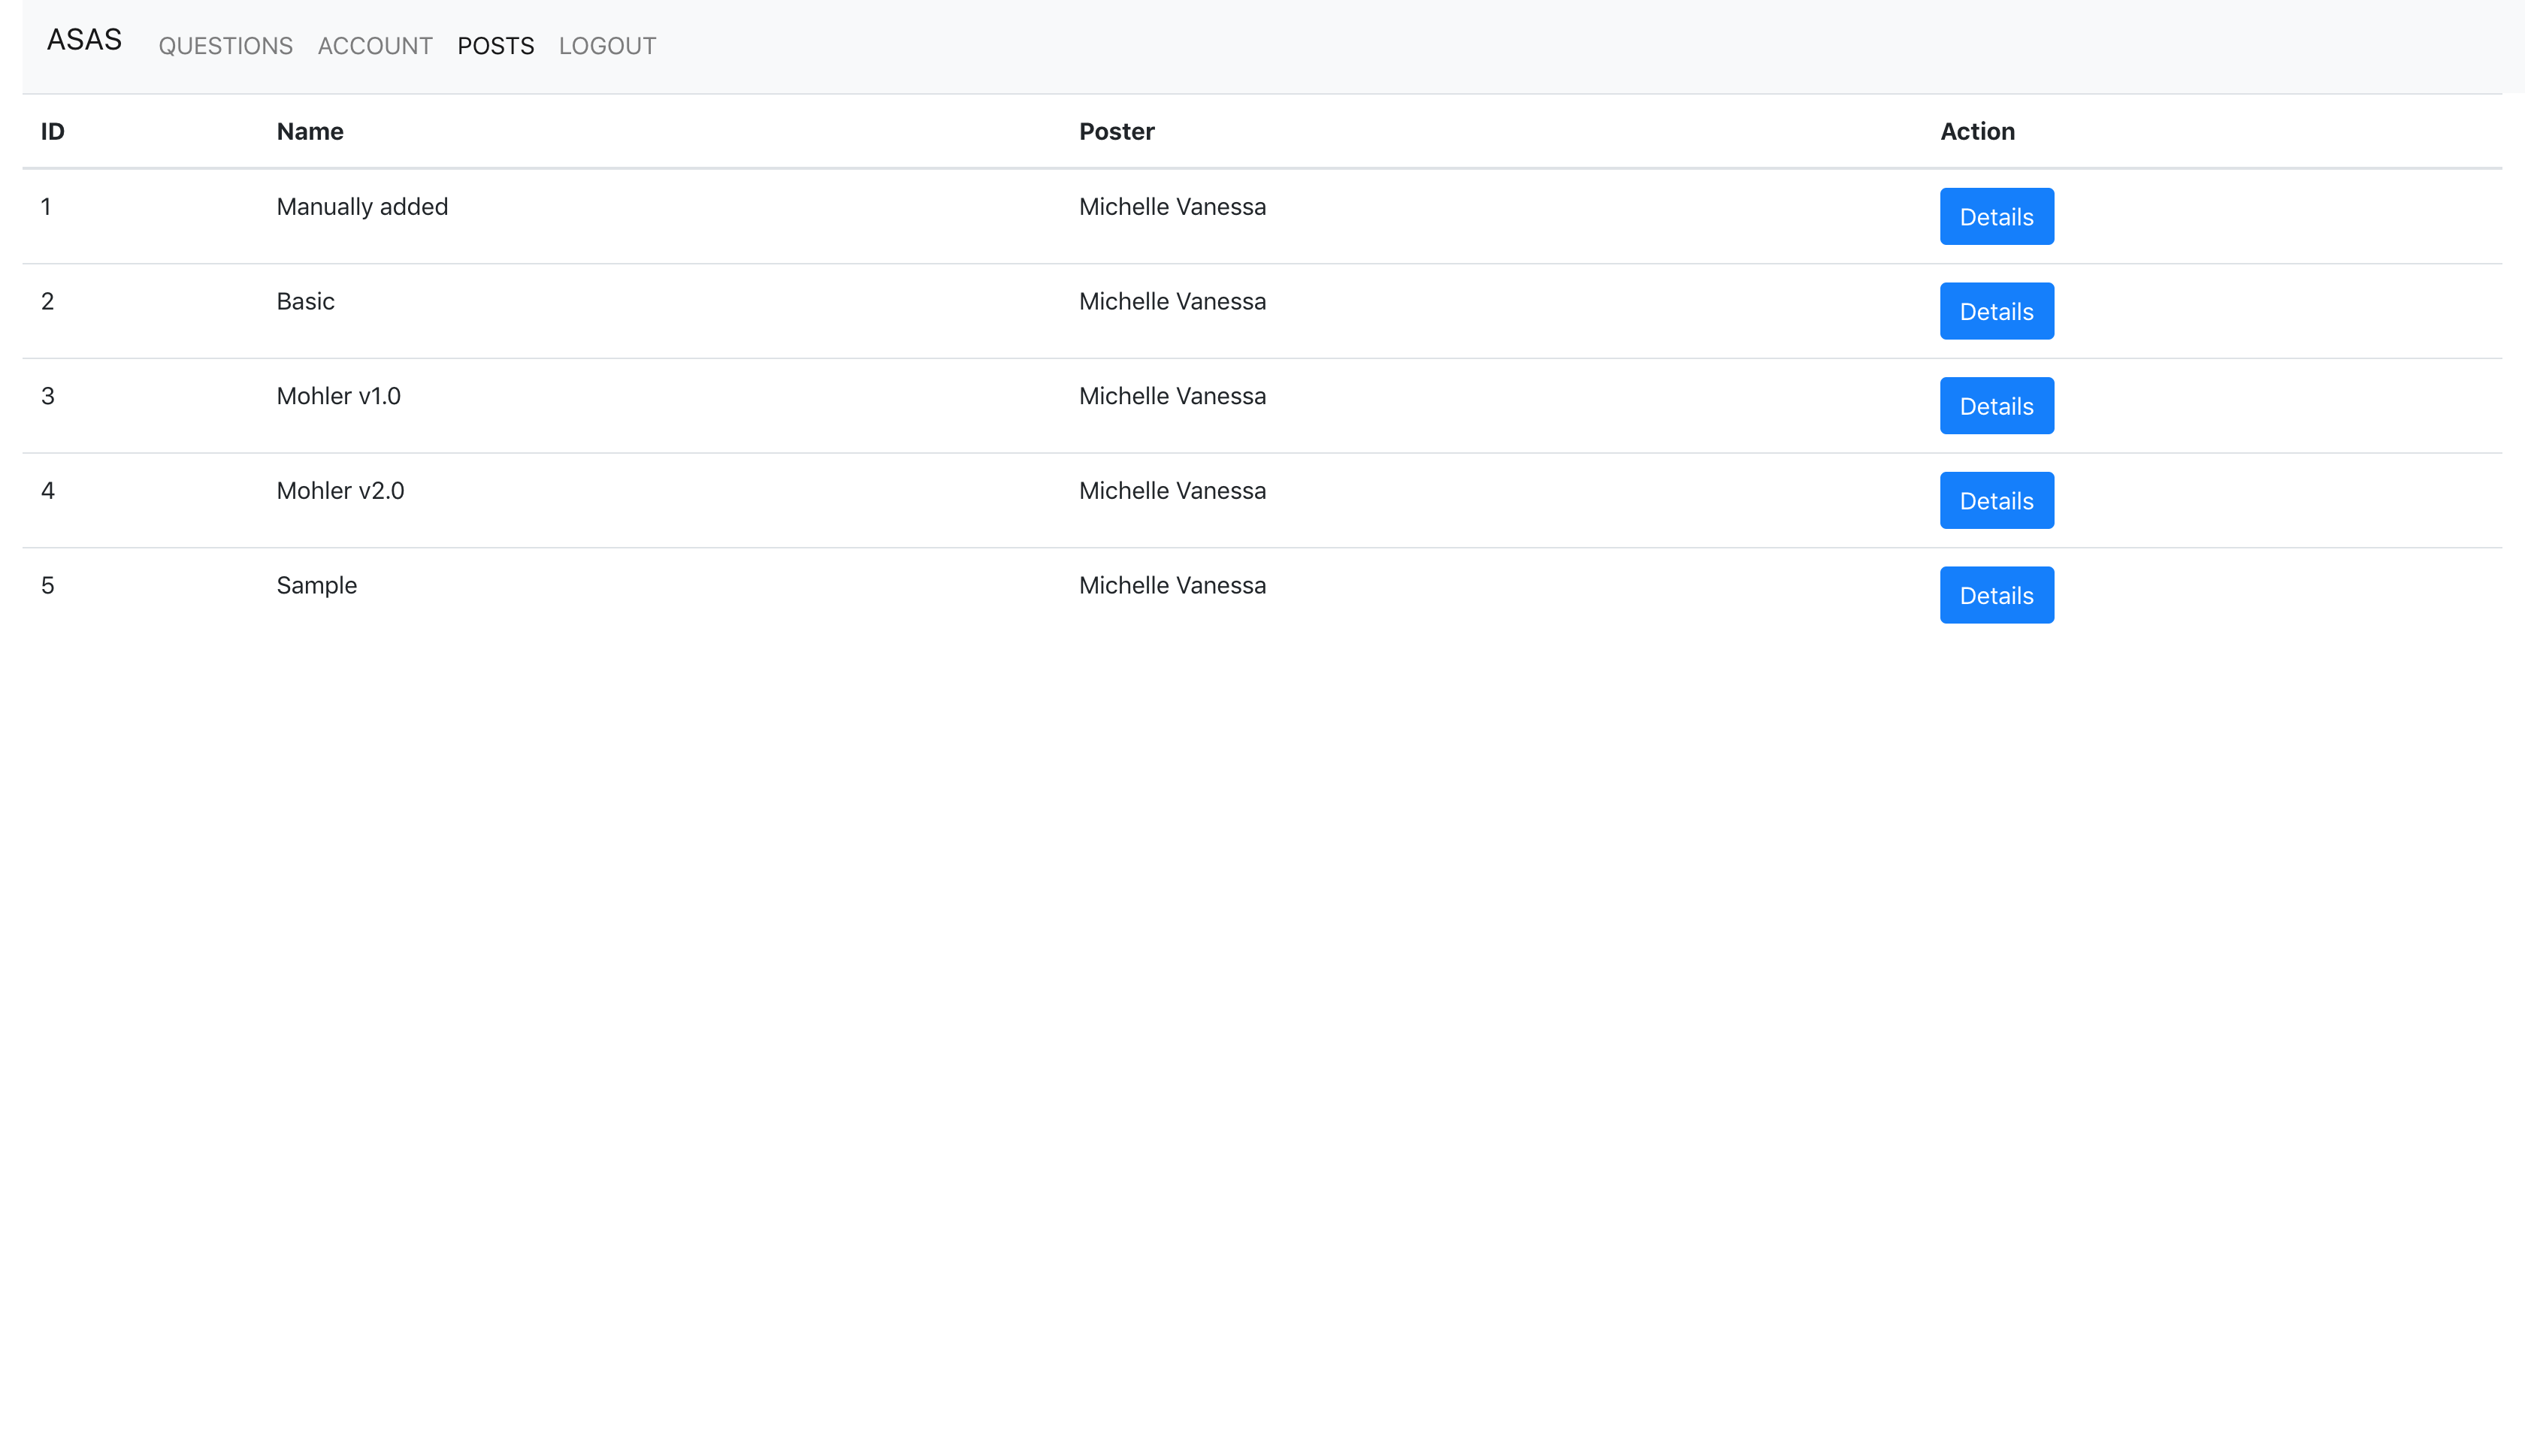 ASAS QUESTIONS ACCOUNT POSTS LOGOUT
ID Name Poster Action
1 Manually added Michelle Vanessa Details
2 Basic Michelle Vanessa Details
3 Mohler v1.0 Michelle Vanessa Details
4 Mohler v2.0 Michelle Vanessa Details
5 Sample Michelle Vanessa Details